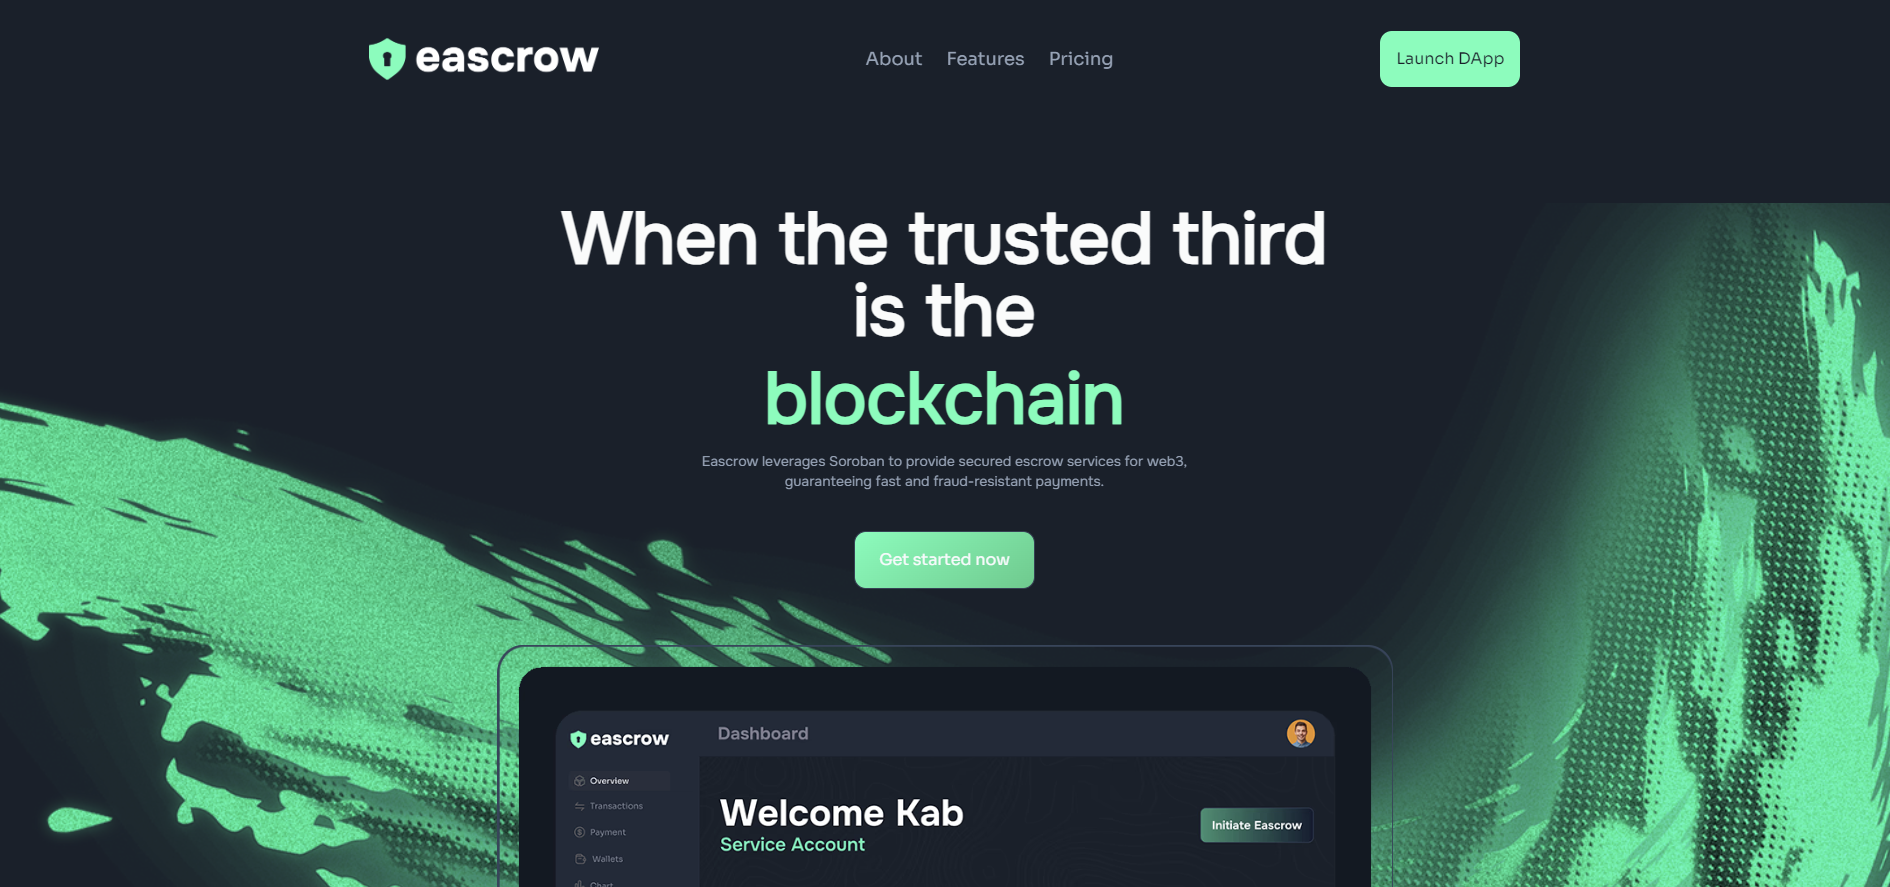 eascrow
About
Features
Pricing
Launch DApp
When the trusted third
is the
blockchain
Eascrow leverages Soroban to provide secured escrow services for web3,
guaranteeing fast and fraud-resistant payments.
Get started now
eascrow
Dashboard
Overview
Transactions
Payment
Wallets
Chart
Welcome Kab
Service Account
Initiate Eascrow